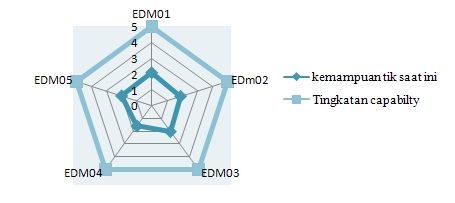 EDM01
5
4
3
2
1
0
EDM05
EDm02
EDM04
EDM03
kemampuan tik saat ini
Tingkatan capabilty